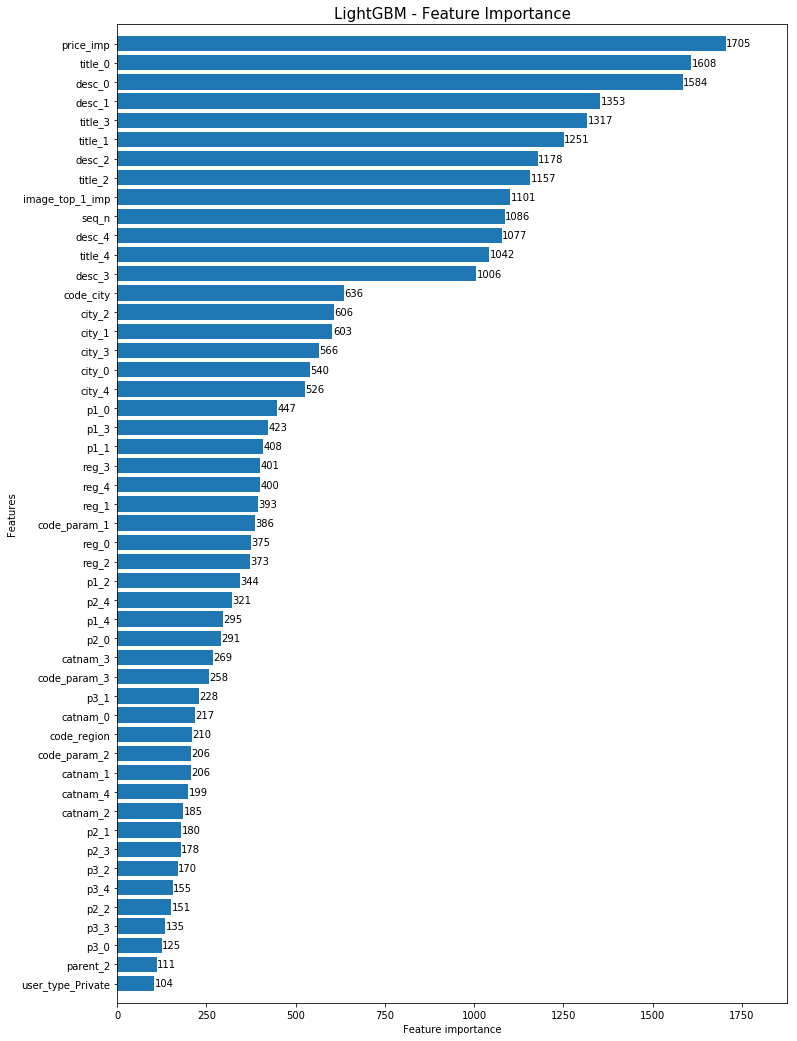 LightGBM - Feature Importance
price_imp 1705
title_0 1608
desc_0 1584
desc_1 1353
title_3 1317
title_1 1251
desc_2 1178
title_2 1157
image_top_1_imp 1101
seq_n 1086
desc_4 1077
title_4 1042
desc_3 1006
code_city 636
city_2 606
city_1 603
city_3 566
city_0 540
city_4 526
p1_0 447
p1_3 423
p1_1 408
reg_3 401
reg_4 400
reg_1 393
code_param_1 386
reg_0 375
reg_2 373
p1_2 344
p2_4 321
p1_4 295
p2_0 291
catnam_3 269
code_param_3 258
p3_1 228
catnam_0 217
code_region 210
code_param_2 206
catnam_1 206
catnam_4 199
catnam_2 185
p2_1 180
p2_3 178
p3_2 170
p3_4 155
p2_2 151
p3_3 135
p3_0 125
parent_2 111
user_type_Private 104
Features
0 250 500 750 1000 1250 1500 1750
Feature importance